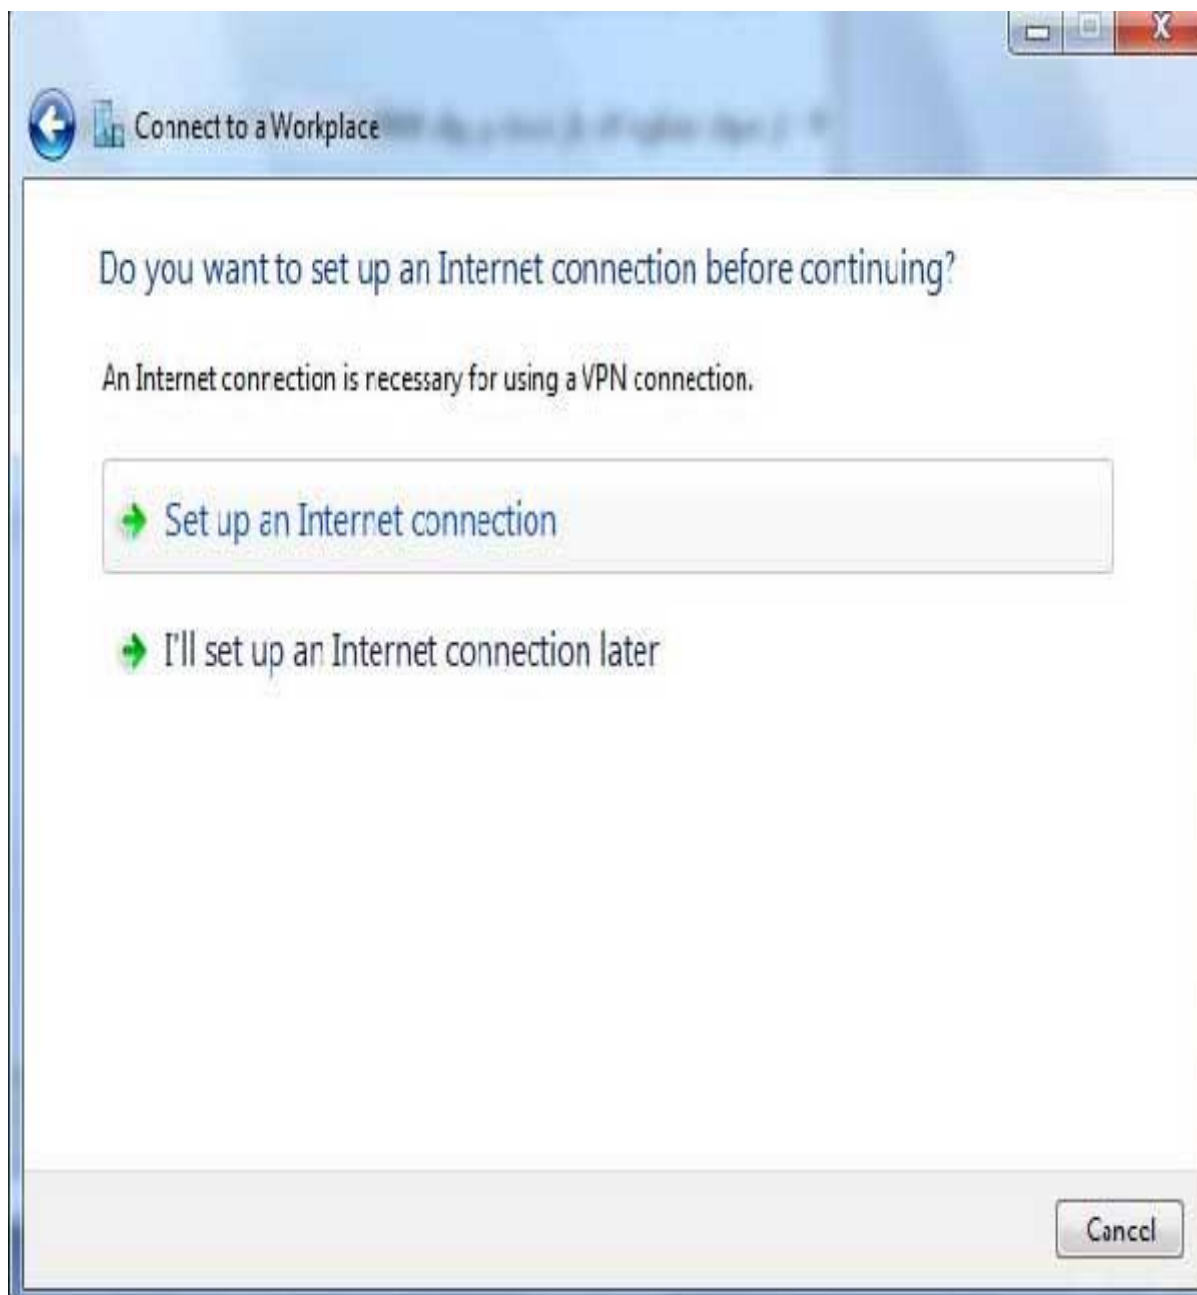 Connect to a Workplace
Do you want to set up an Internet connection before continuing?
An Internet connection is necessary for using a VPN connection.
Set up an Internet connection
I'll set up an Internet connection later
Cancel